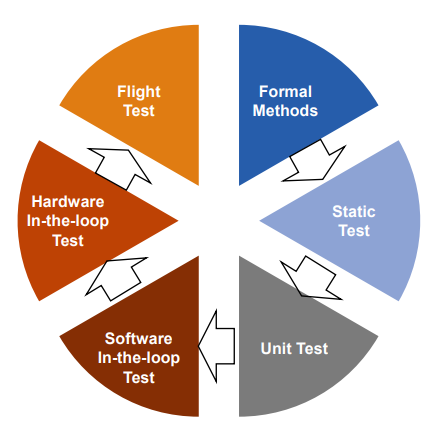 Flight
Test
Formal
Methods
Static
Test
Unit Test
Software
In-the-loop
Test
Hardware
In-the-loop
Test